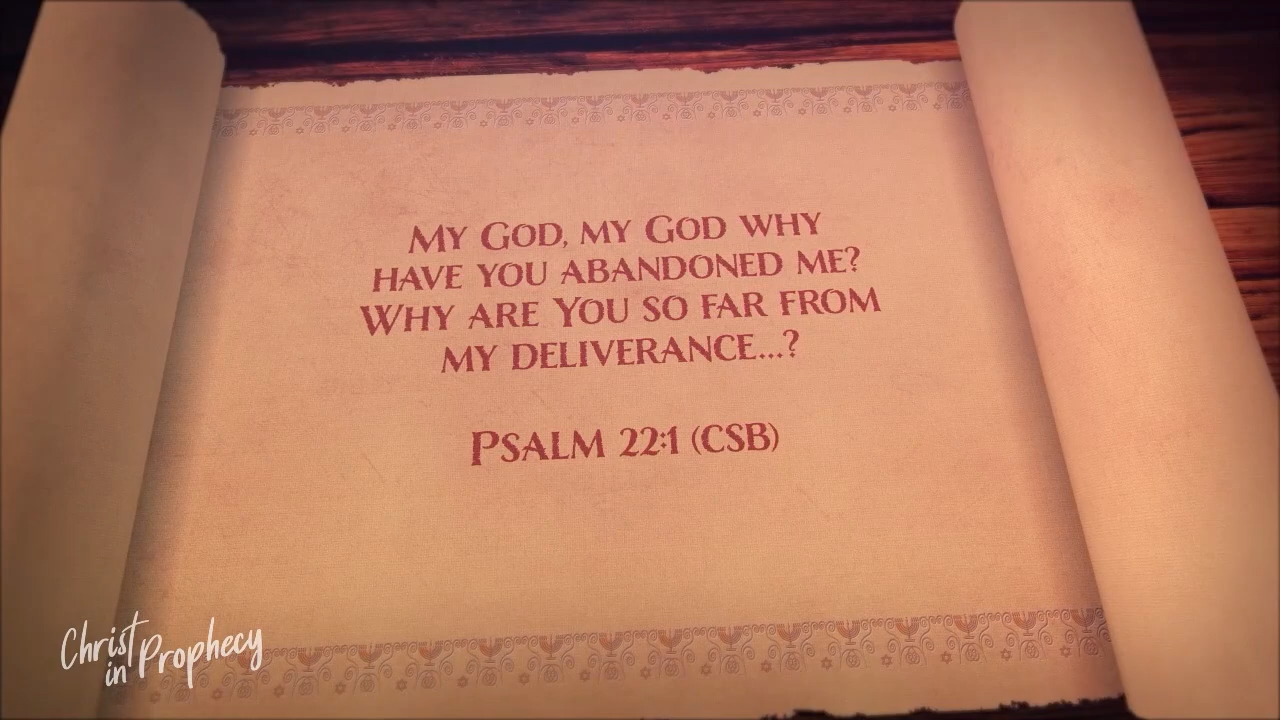 My God, my God why
have you abandoned me?
Why are You so far from
my deliverance...?
Psalm 22:1 (CSB)
Christ
in Prophecy